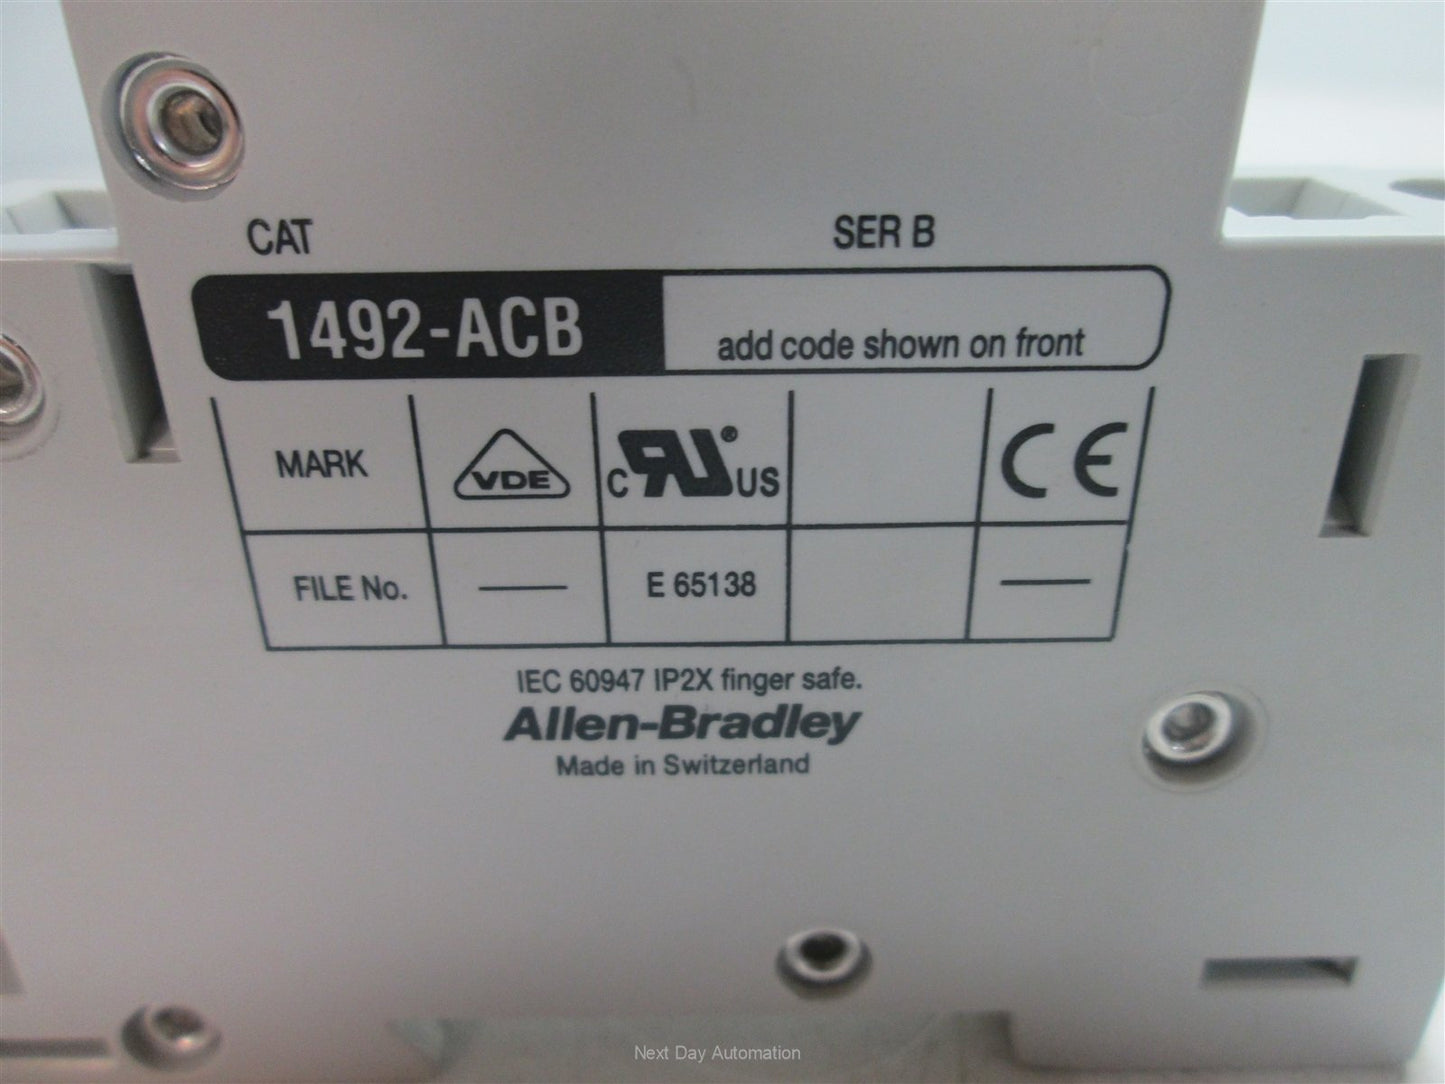 CAT SER B
1492-ACB add code shown on front
MARK VDE C RU® US CE
FILE No. — E 65138 —
IEC 60947 IP2X finger safe.
Allen-Bradley
Made in Switzerland
Next Day Automation